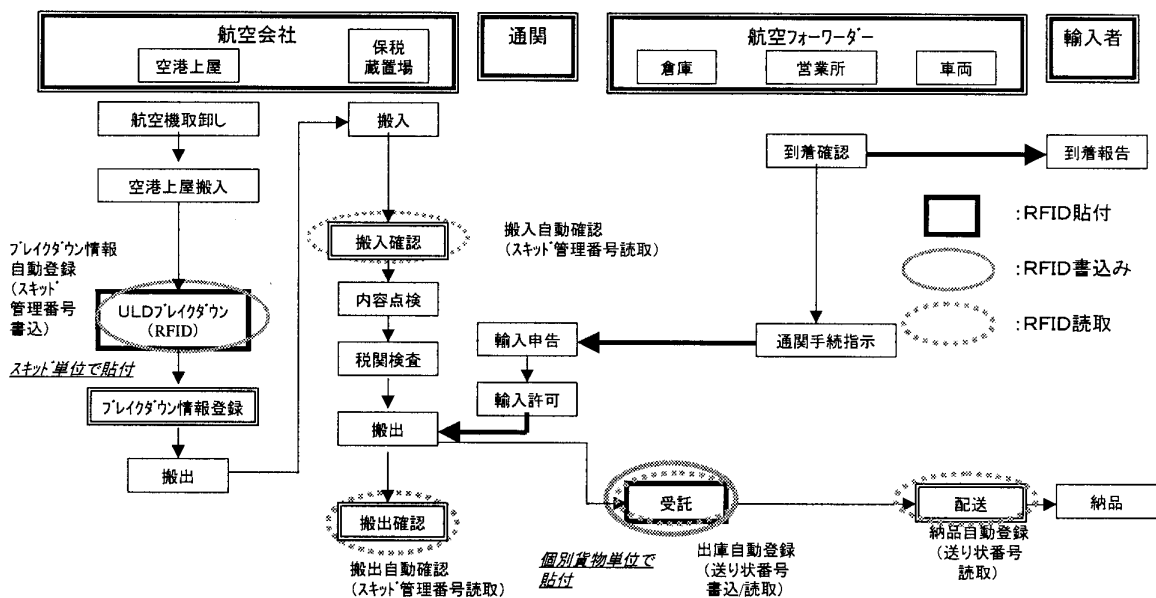 航空会社
空港上屋
保税
蔵置場
通関
航空フォーワーダー
倉庫
営業所
車両
輸入者
航空機取卸し
搬入
到着確認
到着報告
空港上屋搬入
:RFID貼付
搬入確認
搬入自動確認
(スキッド管理番号読取)
ブレイクダウン情報
自動登録(スキッド
管理番号
書込)
:RFID書込み
ULDブレイクダウン
(RFID)
内容点検
:RFID読取
輸入申告
通関手続指示
税関検査
スキッド単位で貼付
輸入許可
ブレイクダウン情報登録
搬出
搬出
受託
配送
納品
搬出確認
個別貨物単位で
貼付
出庫自動登録
(送り状番号
書込/読取)
納品自動登録
(送り状番号
読取)
搬出自動確認
(スキッド管理番号読取)